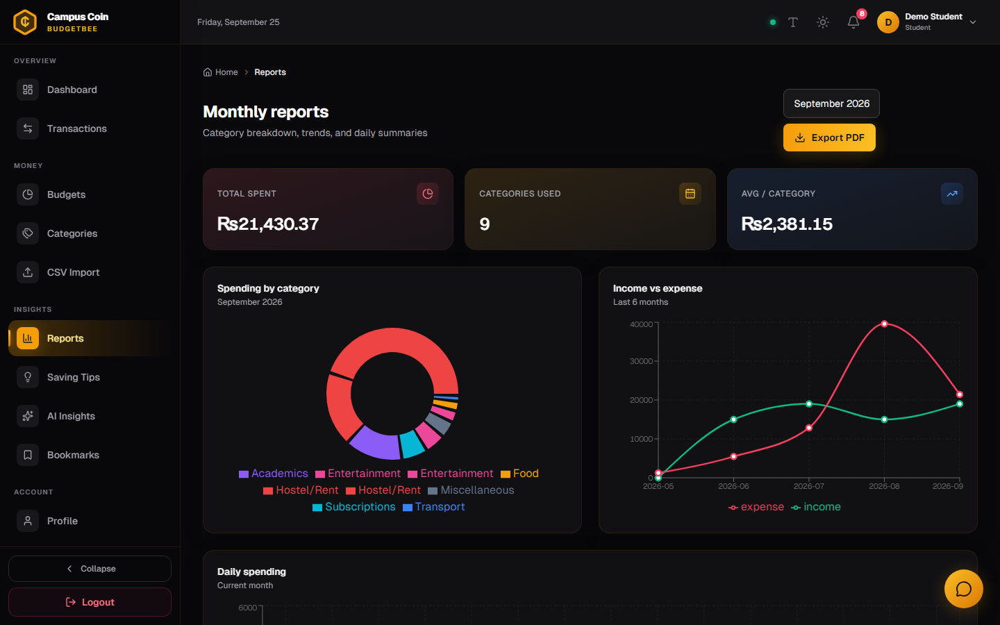 Campus Coin
BUDGETBEE
Friday, September 25
8
D
Demo Student
Student
OVERVIEW
Dashboard
Transactions
MONEY
Budgets
Categories
CSV Import
INSIGHTS
Reports
Saving Tips
AI Insights
Bookmarks
ACCOUNT
Profile
Collapse
Logout
Home > Reports
Monthly reports
Category breakdown, trends, and daily summaries
September 2026
Export PDF
TOTAL SPENT
₨21,430.37
CATEGORIES USED
9
AVG / CATEGORY
₨2,381.15
Spending by category
September 2026
Academics Entertainment Entertainment Food
Hostel/Rent Hostel/Rent Miscellaneous
Subscriptions Transport
Income vs expense
Last 6 months
40000
30000
20000
10000
0
2026-05 2026-06 2026-07 2026-08 2026-09
expense income
Daily spending
Current month
6000